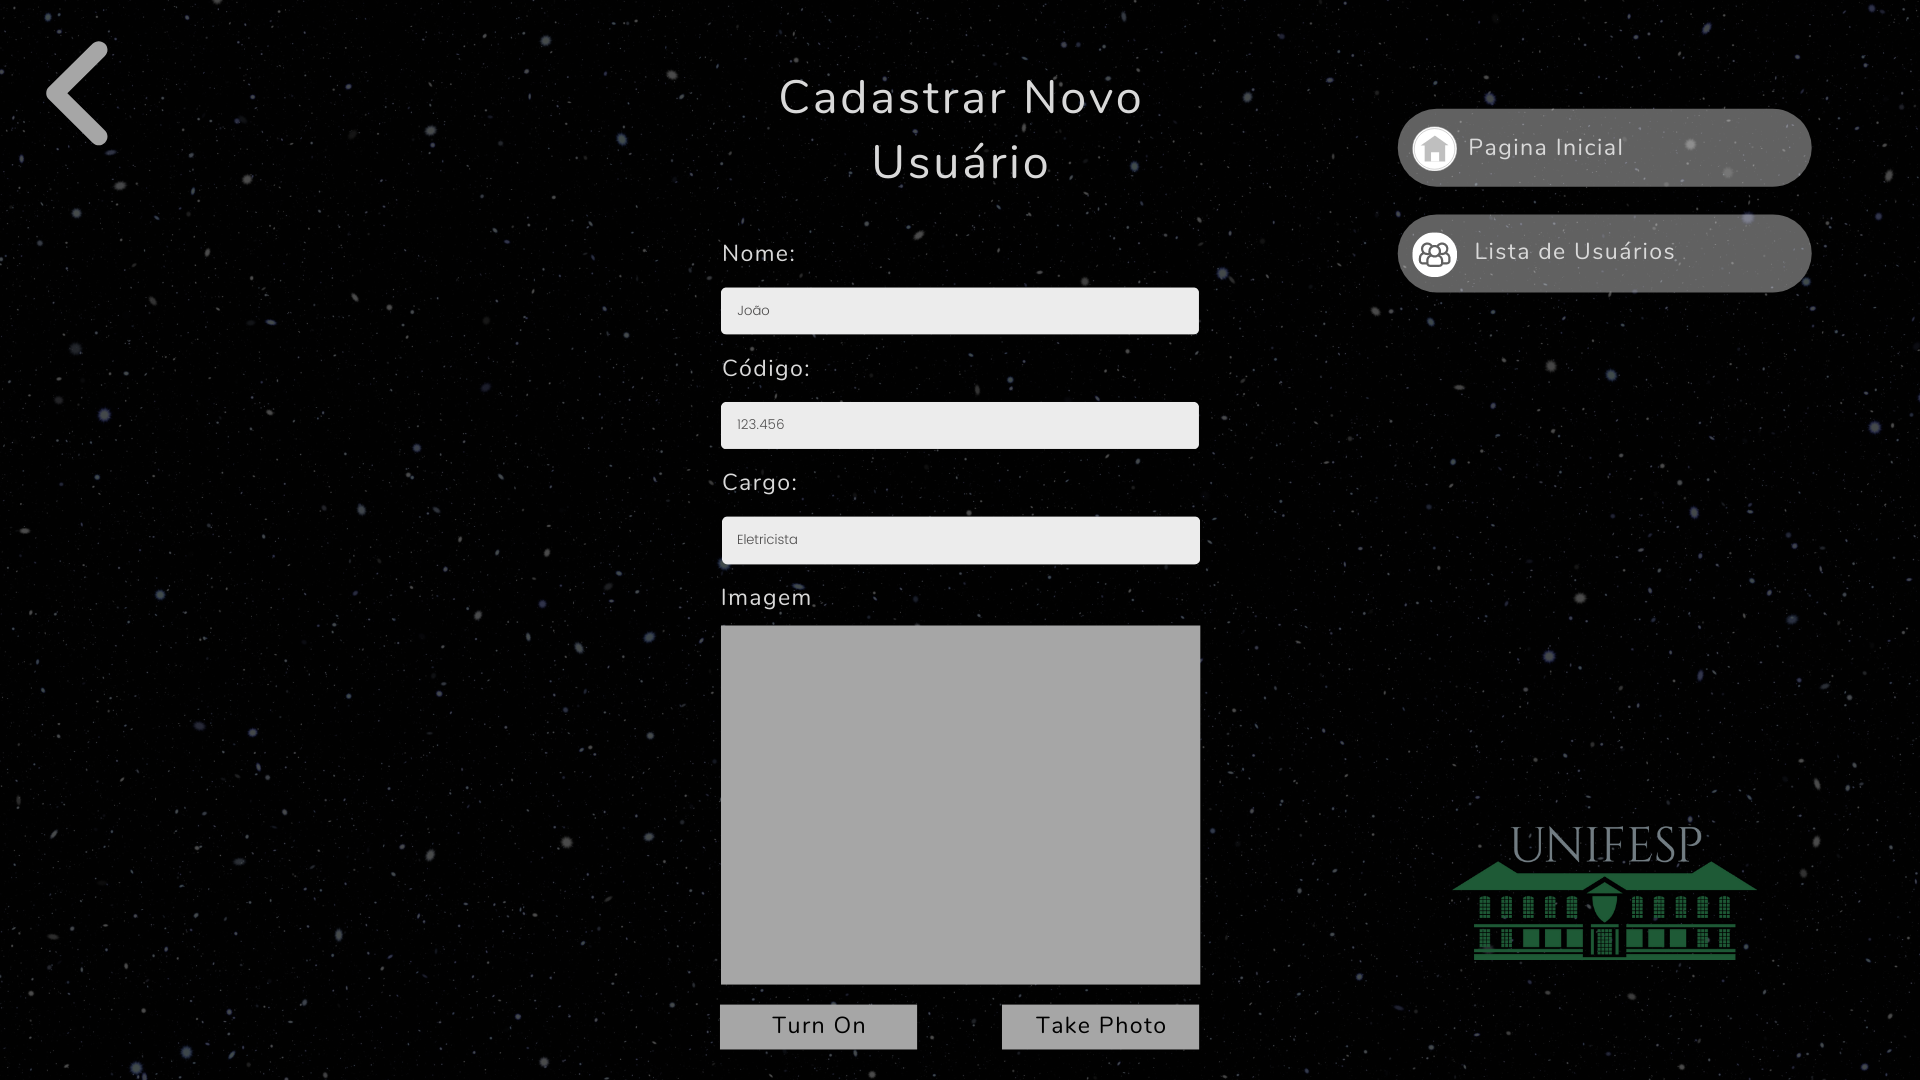 Cadastrar Novo
Usuário
Pagina Inicial
Lista de Usuários
Nome:
João
Código:
123.456
Cargo:
Eletricista
Imagem
Turn On
Take Photo
UNIFESP